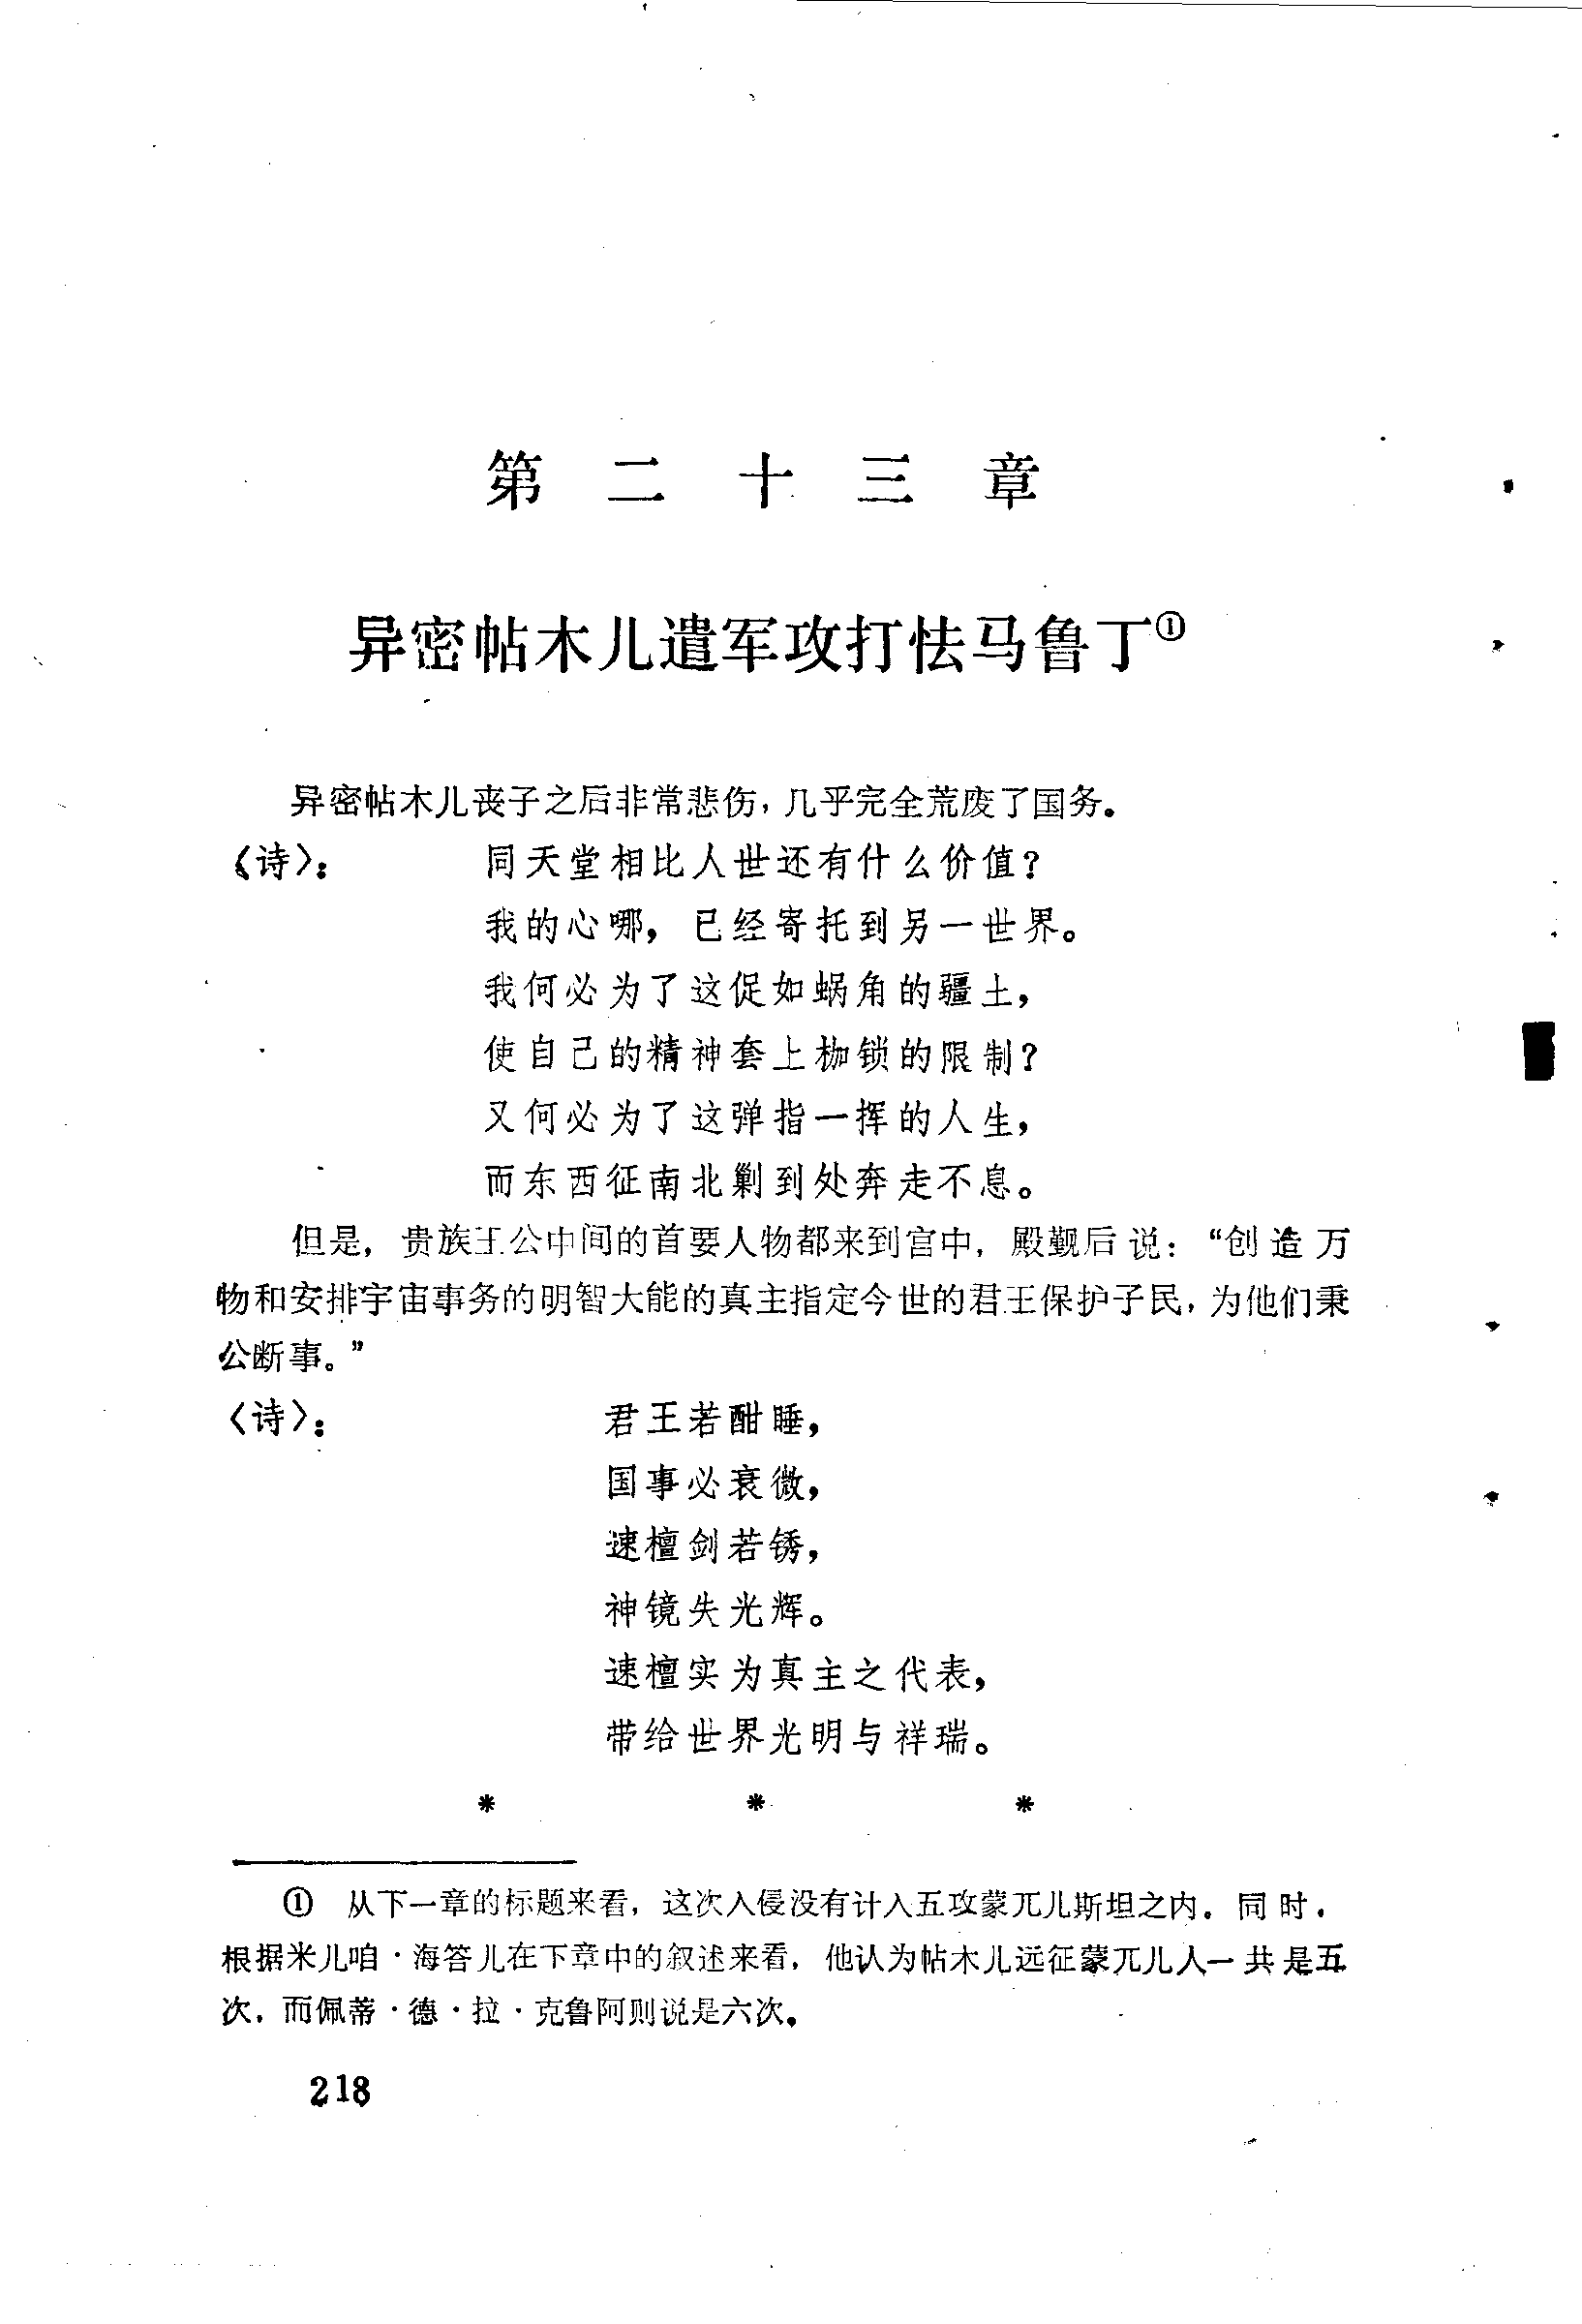 第二十三章
异密帖木儿遣军攻打怯马鲁丁①
异密帖木儿丧子之后非常悲伤，几乎完全荒废了国务。
〈诗〉：同天堂相比人世还有什么价值？
我的心哪，已经寄托到另一世界。
我何必为了这促如蜗角的疆土，
使自己的精神套上枷锁的限制？
又何必为了这弹指一挥的人生，
而东西征南北剿到处奔走不息。
但是，贵族王公中间的首要人物都来到宫中，殿觐后说：“创造万
物和安排宇宙事务的明智大能的真主指定今世的君王保护子民，为他们秉
公断事。”
〈诗〉：君王若酣睡，
国事必衰微，
速檀剑若锈，
神镜失光辉。
速檀实为真主之代表，
带给世界光明与祥瑞。
* * *
① 从下一章的标题来看，这次入侵没有计入五攻蒙兀儿斯坦之内。同时，
根据米儿咱·海答儿在下章中的叙述来看，他认为帖木儿远征蒙兀儿人一共是五
次，而佩蒂·德·拉·克鲁阿则说是六次。
218